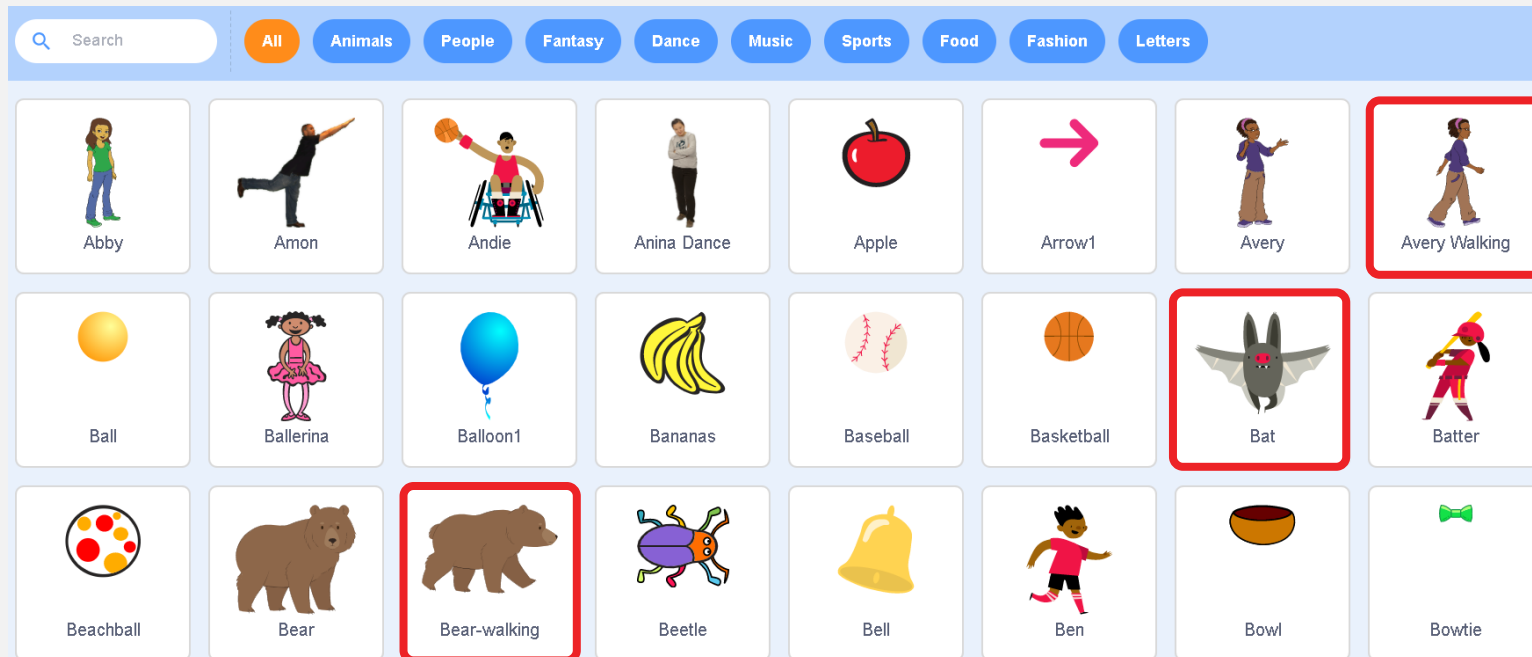 Search
All
Animals
People
Fantasy
Dance
Music
Sports
Food
Fashion
Letters
Abby
Amon
Andie
Anina Dance
Apple
Arrow1
Avery
Avery Walking
Ball
Ballerina
Balloon1
Bananas
Baseball
Basketball
Bat
Batter
Beachball
Bear
Bear-walking
Beetle
Bell
Ben
Bowl
Bowtie